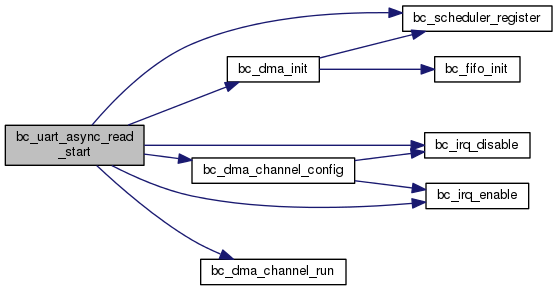 bc_uart_async_read
_start
bc_scheduler_register
bc_dma_init
bc_fifo_init
bc_irq_disable
bc_dma_channel_config
bc_irq_enable
bc_dma_channel_run